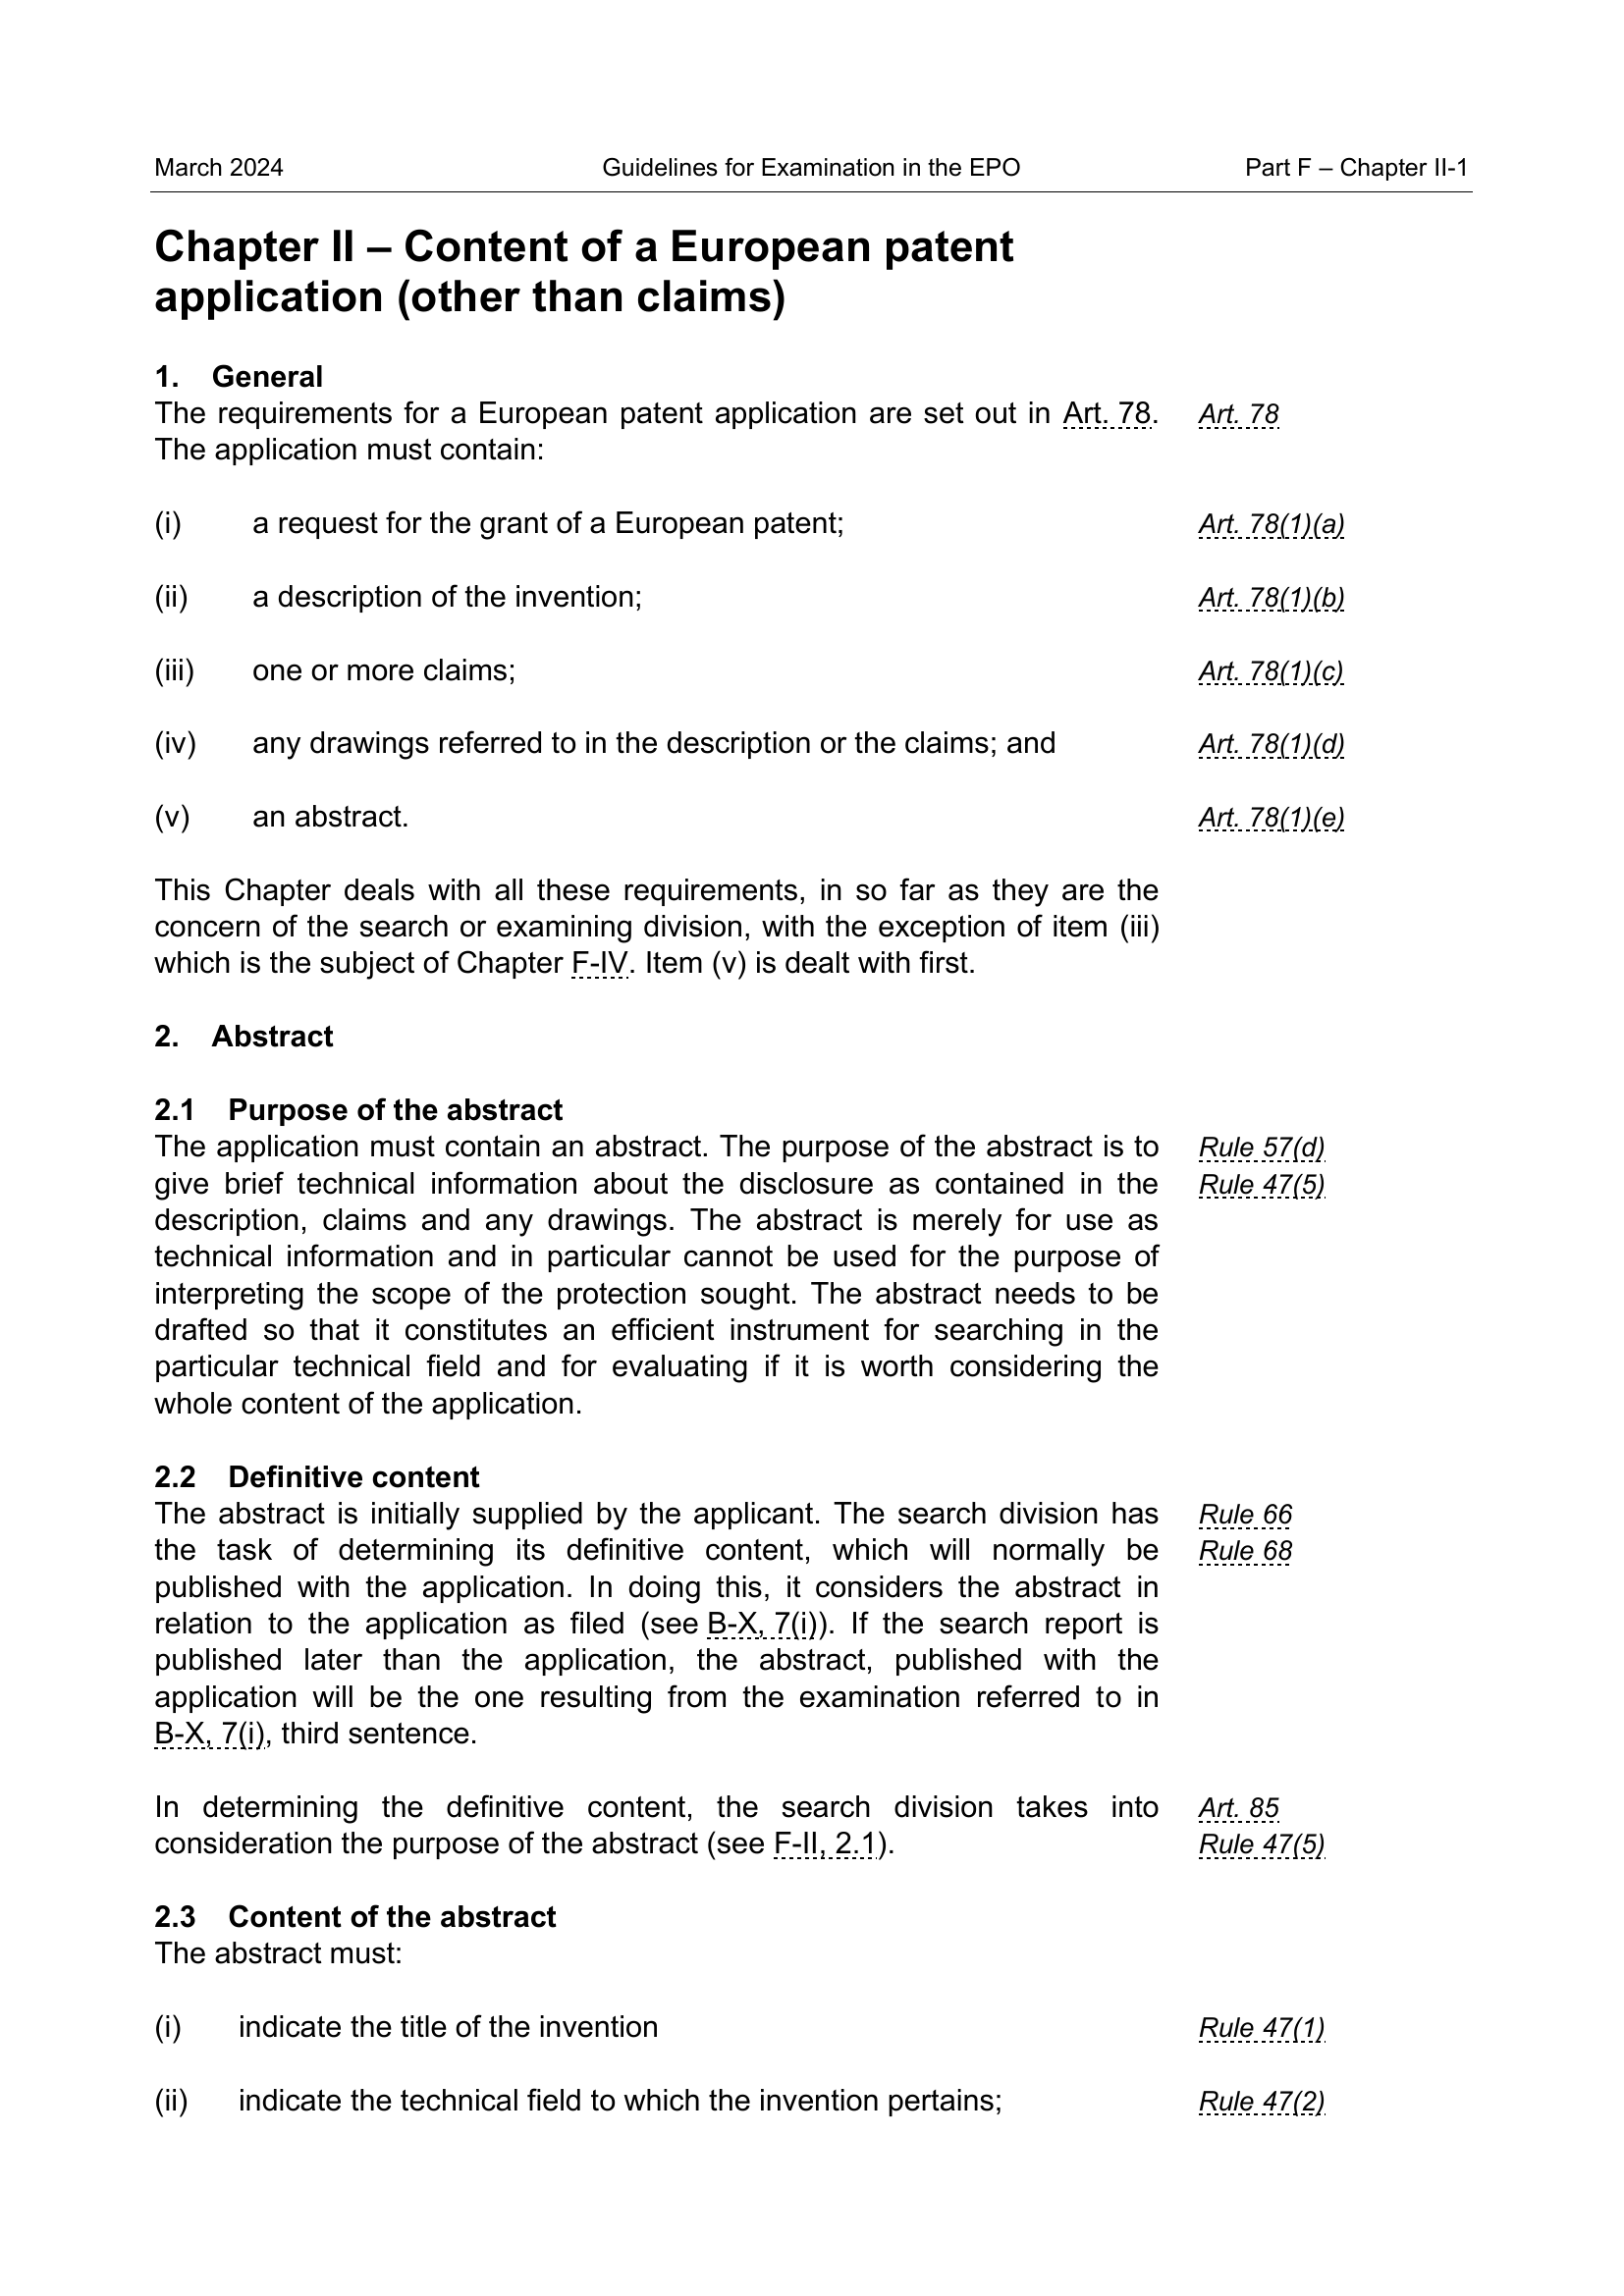 March 2024 Guidelines for Examination in the EPO Part F – Chapter II-1
Chapter II – Content of a European patent
application (other than claims)
1. General
The requirements for a European patent application are set out in Art. 78. Art. 78
The application must contain:
(i) a request for the grant of a European patent; Art. 78(1)(a)
(ii) a description of the invention; Art. 78(1)(b)
(iii) one or more claims; Art. 78(1)(c)
(iv) any drawings referred to in the description or the claims; and Art. 78(1)(d)
(v) an abstract. Art. 78(1)(e)
This Chapter deals with all these requirements, in so far as they are the
concern of the search or examining division, with the exception of item (iii)
which is the subject of Chapter F-IV. Item (v) is dealt with first.
2. Abstract
2.1 Purpose of the abstract
The application must contain an abstract. The purpose of the abstract is to Rule 57(d)
give brief technical information about the disclosure as contained in the Rule 47(5)
description, claims and any drawings. The abstract is merely for use as
technical information and in particular cannot be used for the purpose of
interpreting the scope of the protection sought. The abstract needs to be
drafted so that it constitutes an efficient instrument for searching in the
particular technical field and for evaluating if it is worth considering the
whole content of the application.
2.2 Definitive content
The abstract is initially supplied by the applicant. The search division has Rule 66
the task of determining its definitive content, which will normally be Rule 68
published with the application. In doing this, it considers the abstract in
relation to the application as filed (see B-X, 7(i)). If the search report is
published later than the application, the abstract, published with the
application will be the one resulting from the examination referred to in
B-X, 7(i), third sentence.
In determining the definitive content, the search division takes into Art. 85
consideration the purpose of the abstract (see F-II, 2.1). Rule 47(5)
2.3 Content of the abstract
The abstract must:
(i) indicate the title of the invention Rule 47(1)
(ii) indicate the technical field to which the invention pertains; Rule 47(2)